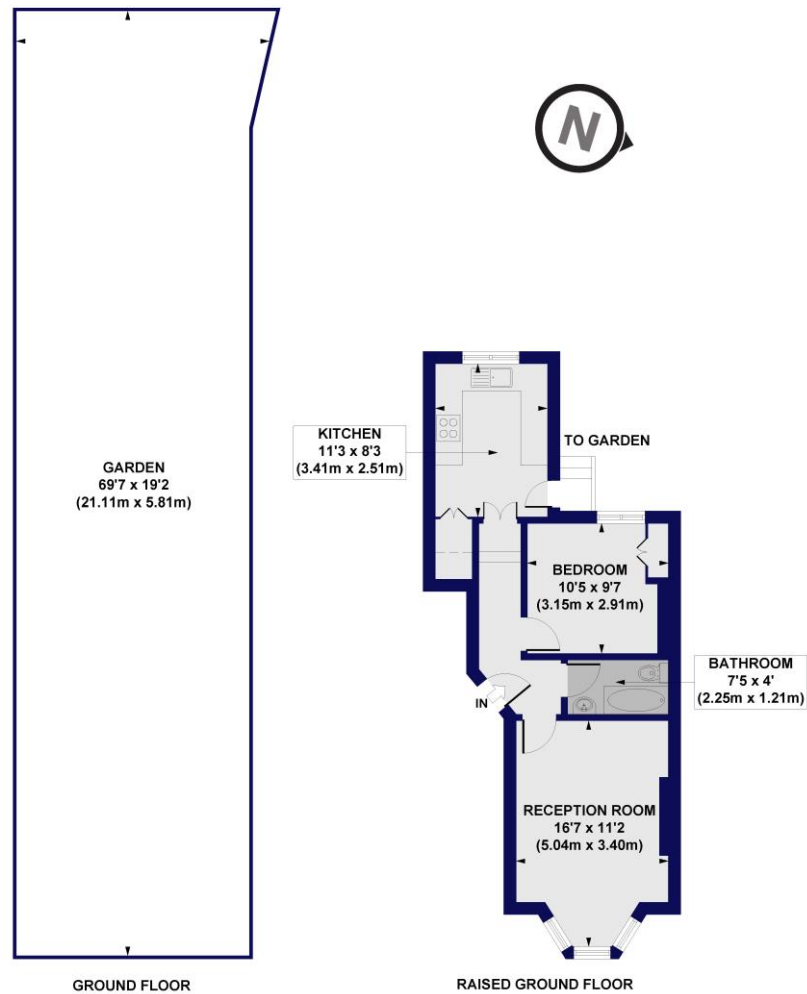 N
GARDEN
69'7 x 19'2
(21.11m x 5.81m)
GROUND FLOOR
KITCHEN
11'3 x 8'3
(3.41m x 2.51m)
TO GARDEN
BEDROOM
10'5 x 9'7
(3.15m x 2.91m)
BATHROOM
7'5 x 4'
(2.25m x 1.21m)
IN
RECEPTION ROOM
16'7 x 11'2
(5.04m x 3.40m)
RAISED GROUND FLOOR